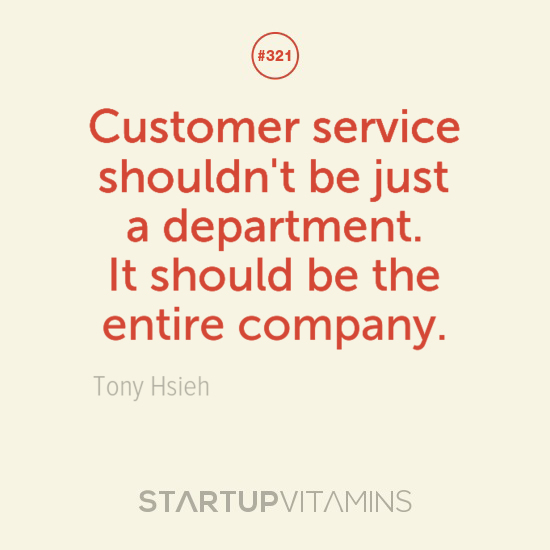 #321
Customer service
shouldn't be just
a department.
It should be the
entire company.
Tony Hsieh
STARTUPVITAMINS